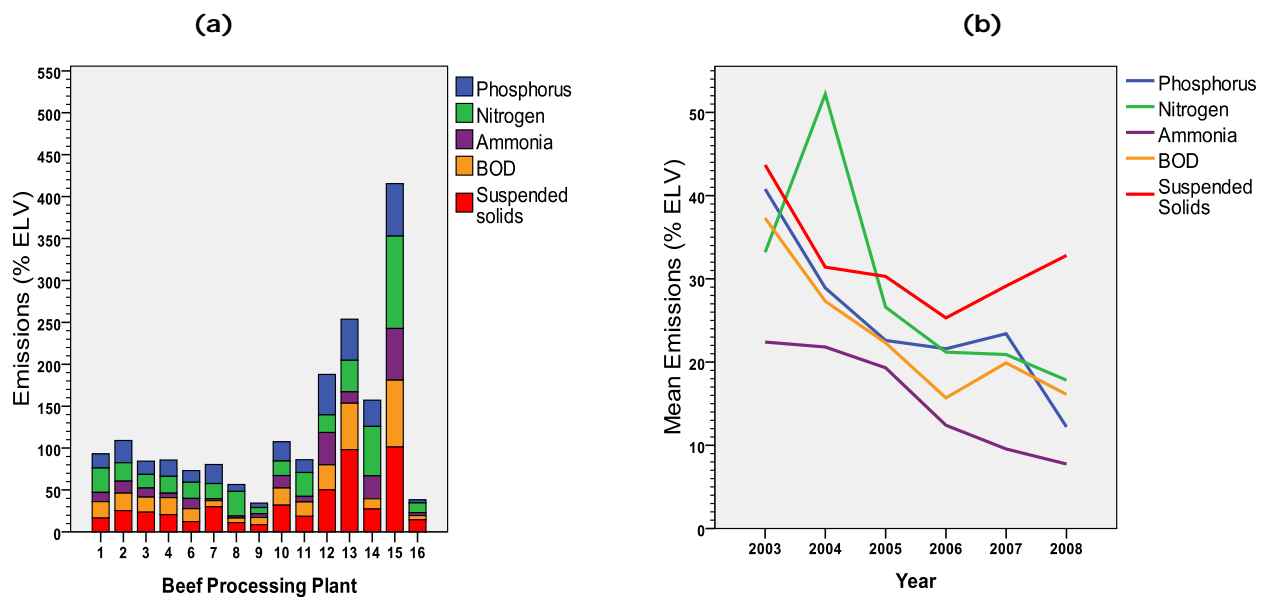 (a)
550
500
450
400
350
300
250
200
150
100
50
0
Emissions (% ELV)
1 2 3 4 6 7 8 9 10 11 12 13 14 15 16
Beef Processing Plant
Phosphorus
Nitrogen
Ammonia
BOD
Suspended
solids
(b)
50
40
30
20
10
0
Mean Emissions (% ELV)
2003 2004 2005 2006 2007 2008
Year
Phosphorus
Nitrogen
Ammonia
BOD
Suspended
Solids